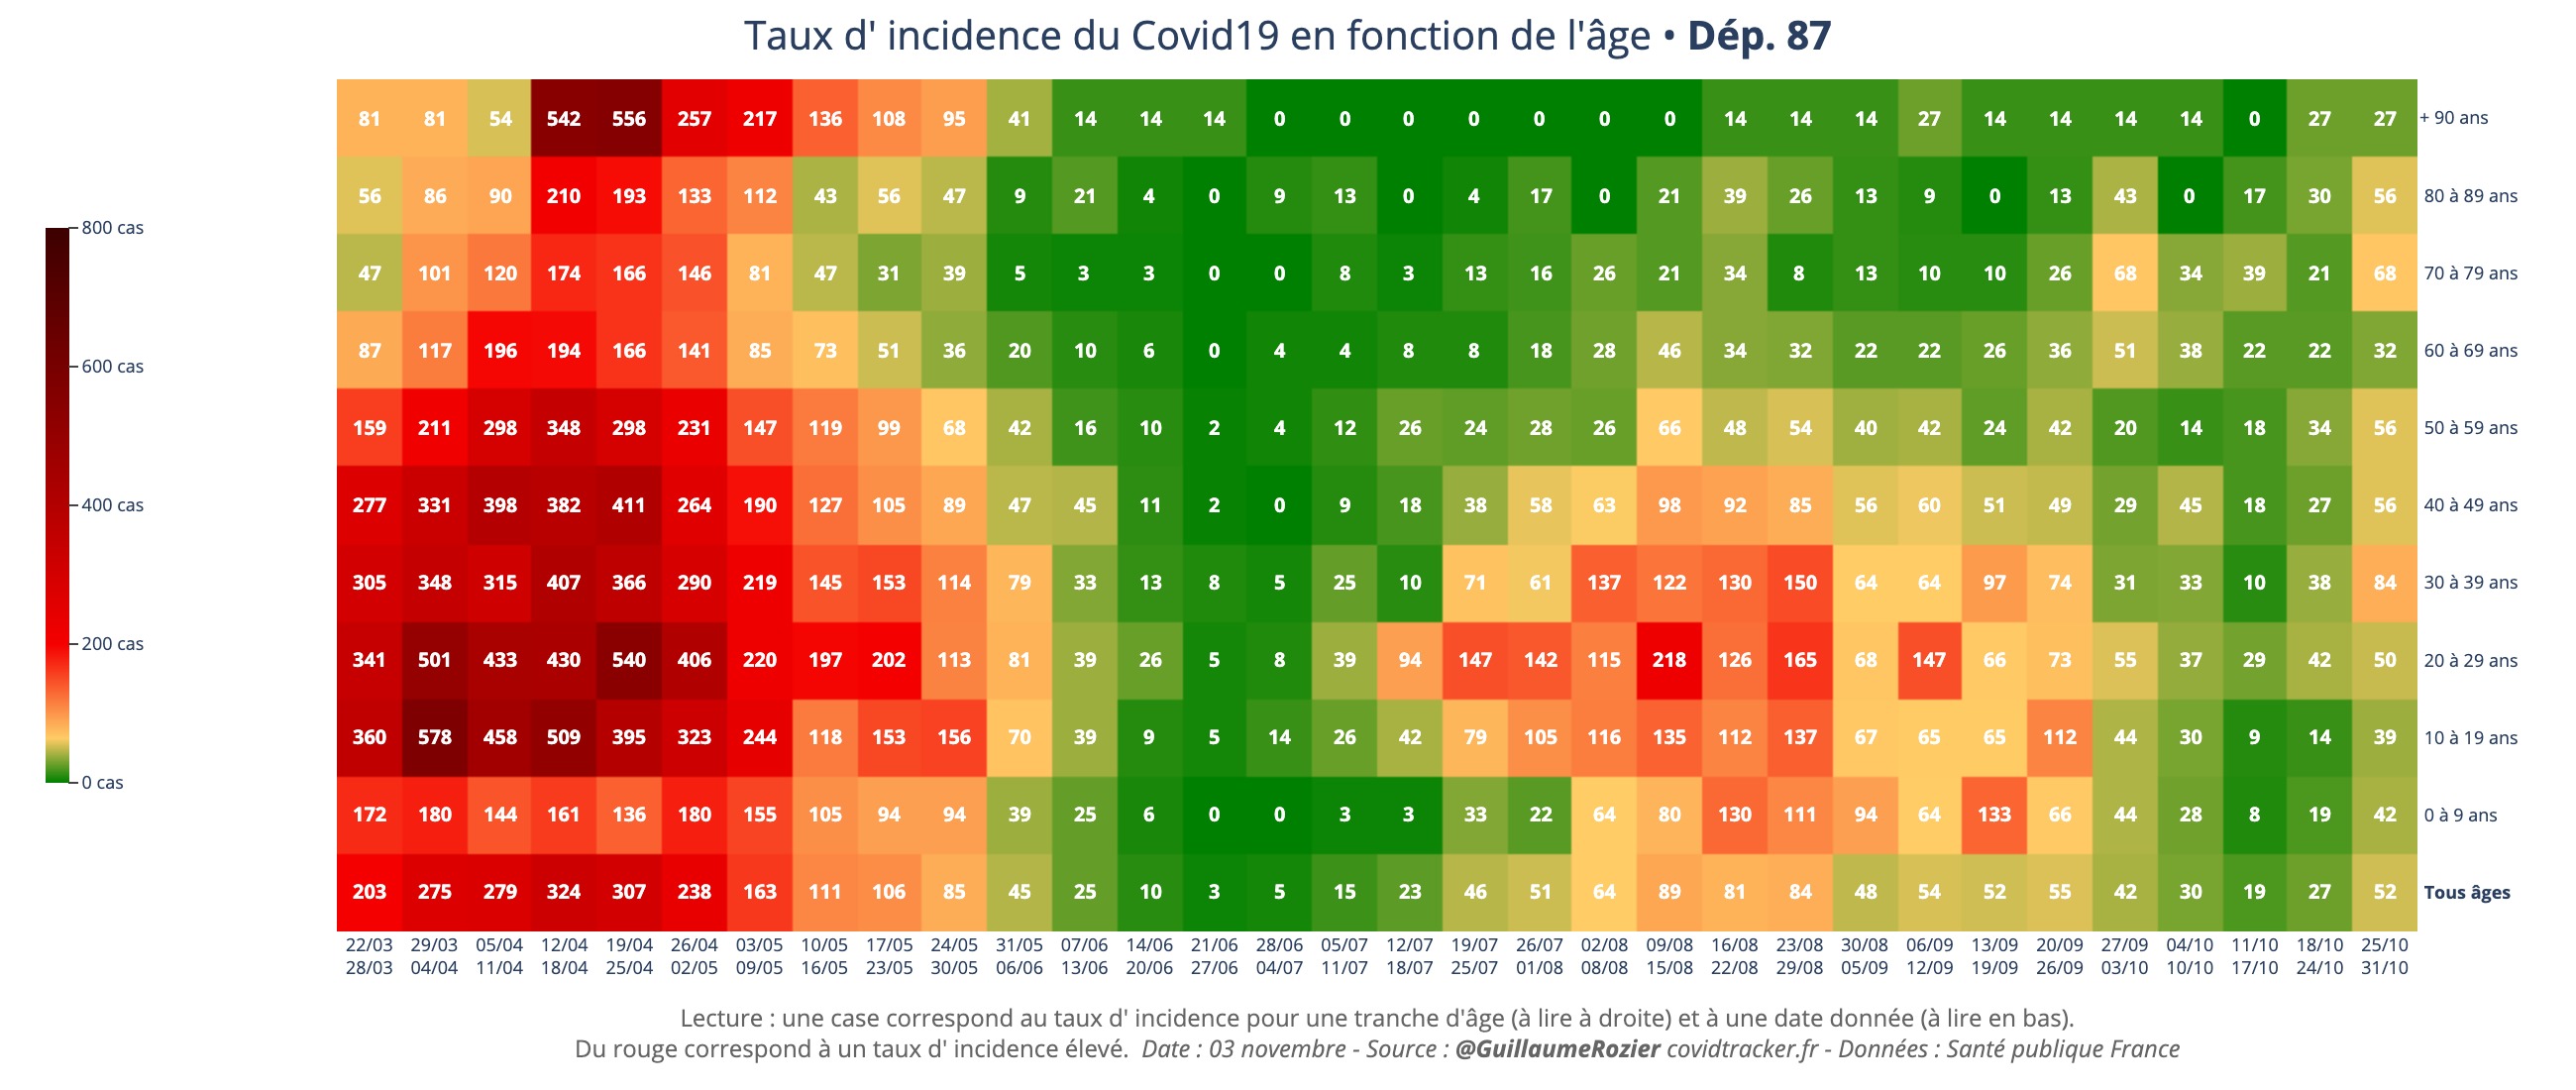 Taux d' incidence du Covid19 en fonction de l'âge • Dép. 87
800 cas
600 cas
400 cas
200 cas
0 cas
81 81 54 542 556 257 217 136 108 95 41 14 14 14 0 0 0 0 0 0 0 14 14 14 27 14 14 14 14 0 27 27 + 90 ans
56 86 90 210 193 133 112 43 56 47 9 21 4 0 9 13 0 4 17 0 21 39 26 13 9 0 13 43 0 17 30 56 80 à 89 ans
47 101 120 174 166 146 81 47 31 39 5 3 3 0 0 8 3 13 16 26 21 34 8 13 10 10 26 68 34 39 21 68 70 à 79 ans
87 117 196 194 166 141 85 73 51 36 20 10 6 0 4 4 8 8 18 28 46 34 32 22 22 26 36 51 38 22 22 32 60 à 69 ans
159 211 298 348 298 231 147 119 99 68 42 16 10 2 4 12 26 24 28 26 66 48 54 40 42 24 42 20 14 18 34 56 50 à 59 ans
277 331 398 382 411 264 190 127 105 89 47 45 11 2 0 9 18 38 58 63 98 92 85 56 60 51 49 29 45 18 27 56 40 à 49 ans
305 348 315 407 366 290 219 145 153 114 79 33 13 8 5 25 10 71 61 137 122 130 150 64 64 97 74 31 33 10 38 84 30 à 39 ans
341 501 433 430 540 406 220 197 202 113 81 39 26 5 8 39 94 147 142 115 218 126 165 68 147 66 73 55 37 29 42 50 20 à 29 ans
360 578 458 509 395 323 244 118 153 156 70 39 9 5 14 26 42 79 105 116 135 112 137 67 65 65 112 44 30 9 14 39 10 à 19 ans
172 180 144 161 136 180 155 105 94 94 39 25 6 0 0 3 3 33 22 64 80 130 111 94 64 133 66 44 28 8 19 42 0 à 9 ans
203 275 279 324 307 238 163 111 106 85 45 25 10 3 5 15 23 46 51 64 89 81 84 48 54 52 55 42 30 19 27 52 Tous âges
22/03 29/03 05/04 12/04 19/04 26/04 03/05 10/05 17/05 24/05 31/05 07/06 14/06 21/06 28/06 05/07 12/07 19/07 26/07 02/08 09/08 16/08 23/08 30/08 06/09 13/09 20/09 27/09 04/10 11/10 18/10 25/10
28/03 04/04 11/04 18/04 25/04 02/05 09/05 16/05 23/05 30/05 06/06 13/06 20/06 27/06 04/07 11/07 18/07 25/07 01/08 08/08 15/08 22/08 29/08 05/09 12/09 19/09 26/09 03/10 10/10 17/10 24/10 31/10
Lecture : une case correspond au taux d' incidence pour une tranche d'âge (à lire à droite) et à une date donnée (à lire en bas).
Du rouge correspond à un taux d' incidence élevé. Date : 03 novembre - Source : @GuillaumeRozier covidtracker.fr - Données : Santé publique France